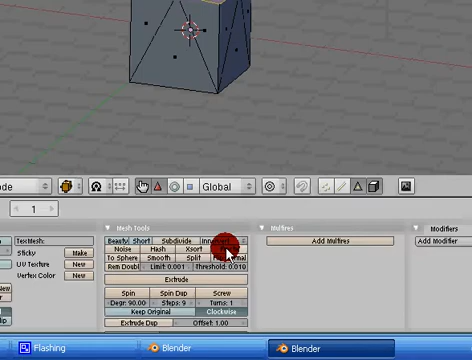 ode Global
1
Mesh Tools Multires Modifiers
TexMesh: Beauty Short Subdivide Innervert Add Multires Add Modifier
Noise Hash Xsort
Sticky Make To Sphere Smooth Split
UV Texture New Rem Doubl Limit: 0.001 Threshold: 0.010
Vertex Color New Extrude
Spin Spin Dup Screw
Degr: 90.00 Steps: 9 Turns: 1
Keep Original Clockwise
Extrude Dup Offset: 1.00
Flashing Blender Blender